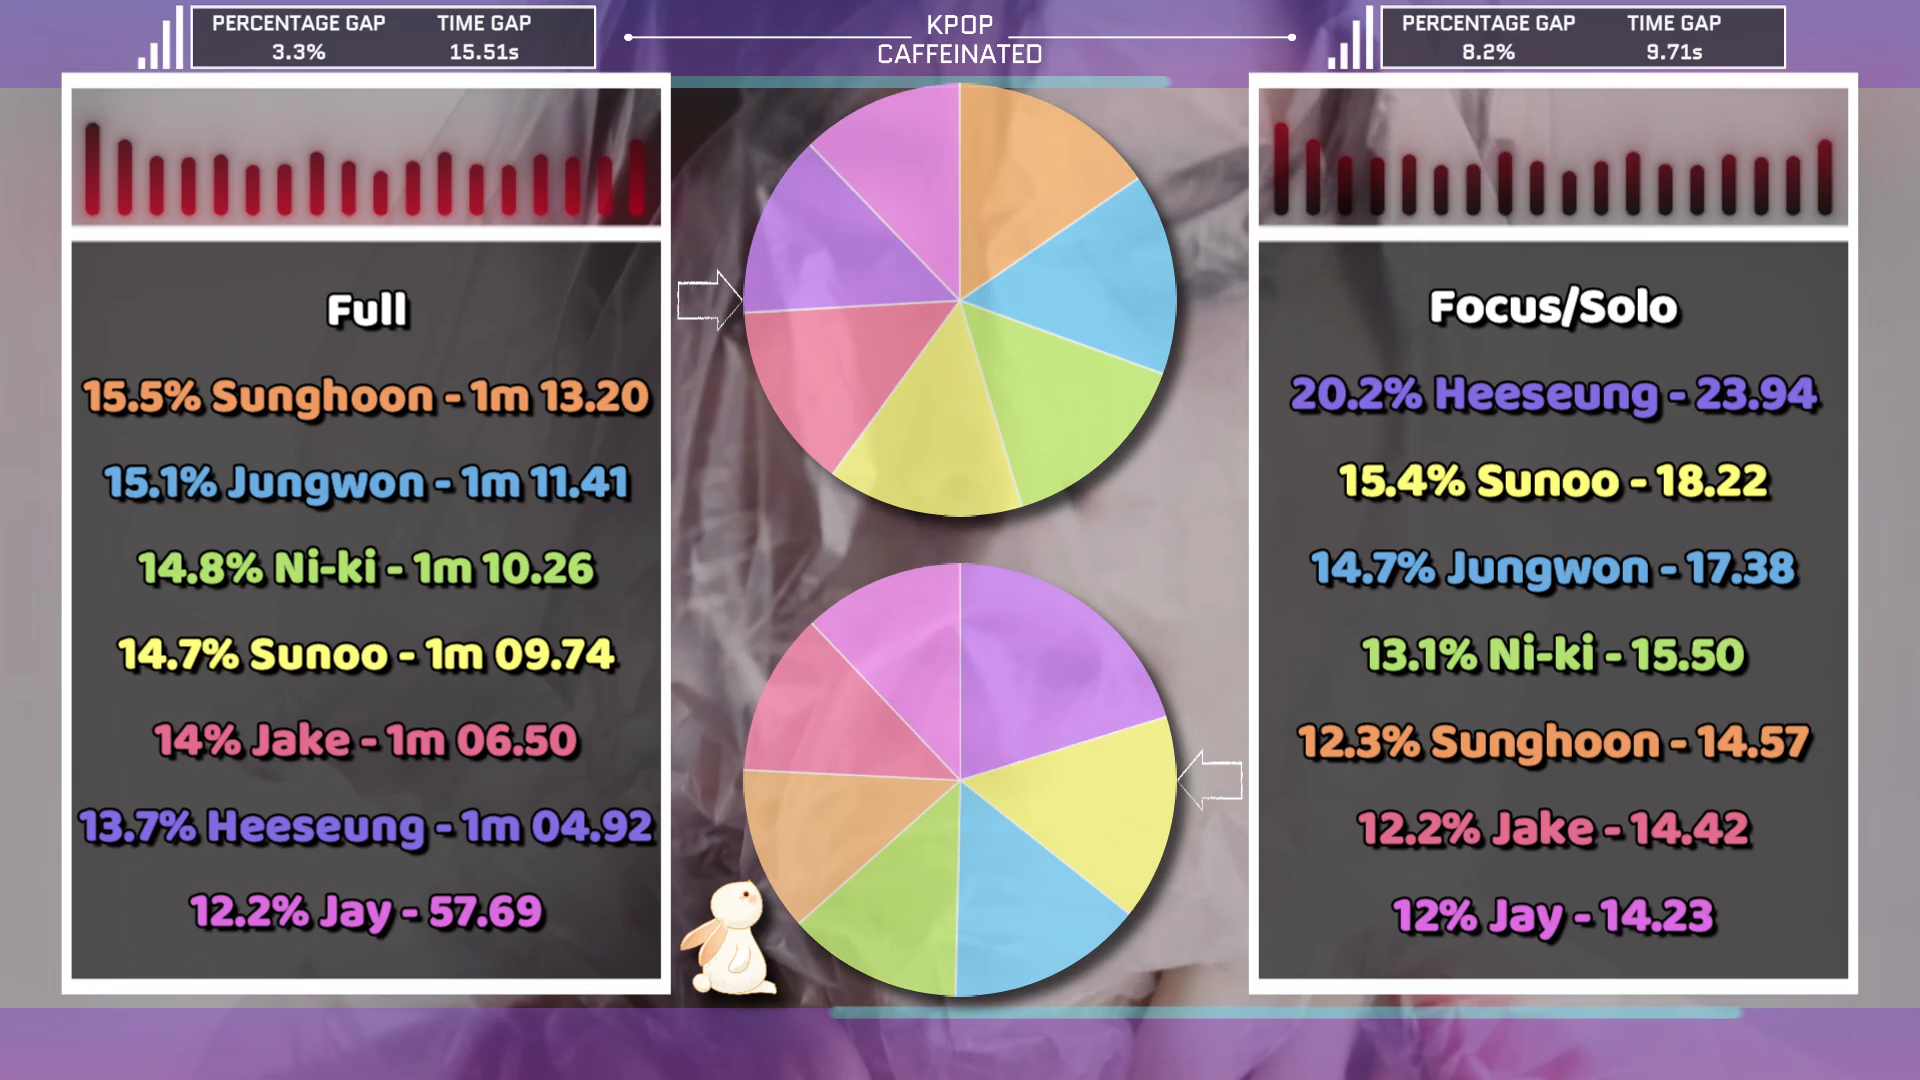 PERCENTAGE GAP TIME GAP
3.3% 15.51s
KPOP
CAFFEINATED
PERCENTAGE GAP TIME GAP
8.2% 9.71s
Full
15.5% Sunghoon - 1m 13.20
15.1% Jungwon - 1m 11.41
14.8% Ni-ki - 1m 10.26
14.7% Sunoo - 1m 09.74
14% Jake - 1m 06.50
13.7% Heeseung - 1m 04.92
12.2% Jay - 57.69
Focus/Solo
20.2% Heeseung - 23.94
15.4% Sunoo - 18.22
14.7% Jungwon - 17.38
13.1% Ni-ki - 15.50
12.3% Sunghoon - 14.57
12.2% Jake - 14.42
12% Jay - 14.23